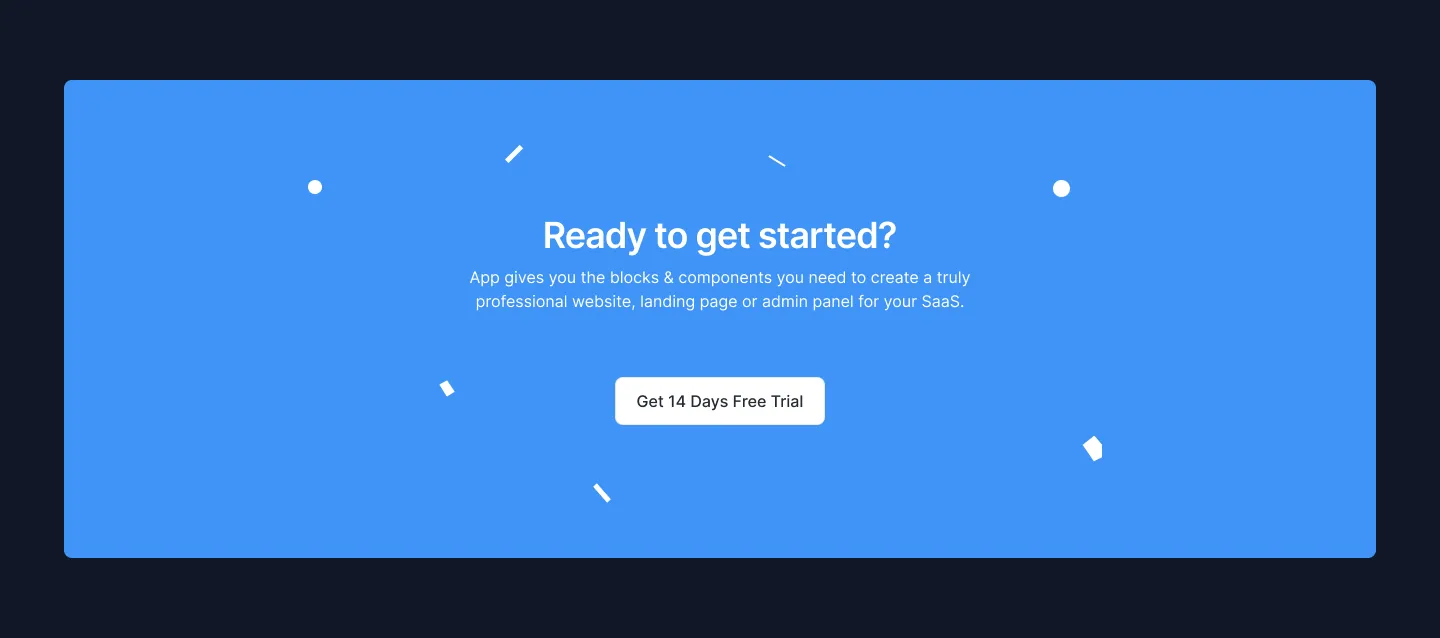 Ready to get started?
App gives you the blocks & components you need to create a truly
professional website, landing page or admin panel for your SaaS.
Get 14 Days Free Trial